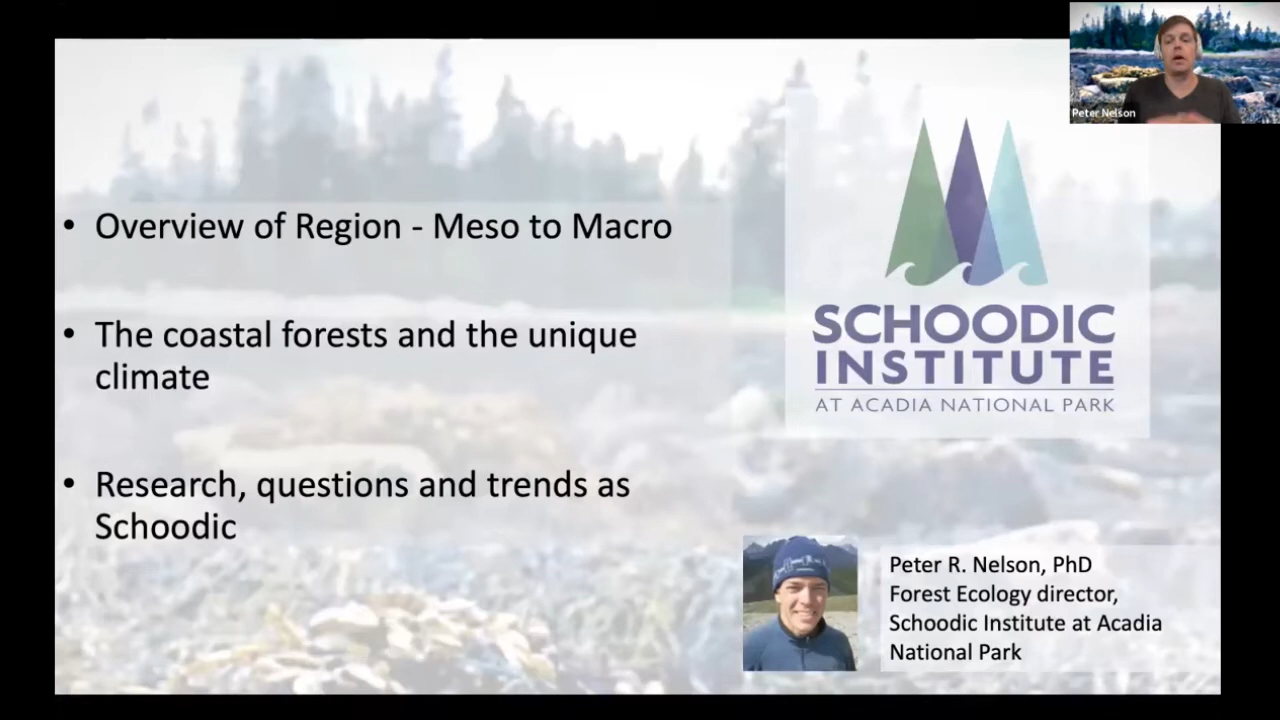 Peter Nelson
• Overview of Region - Meso to Macro
• The coastal forests and the unique
climate
• Research, questions and trends as
Schoodic
SCHOODIC
INSTITUTE
AT ACADIA NATIONAL PARK
Peter R. Nelson, PhD
Forest Ecology director,
Schoodic Institute at Acadia
National Park